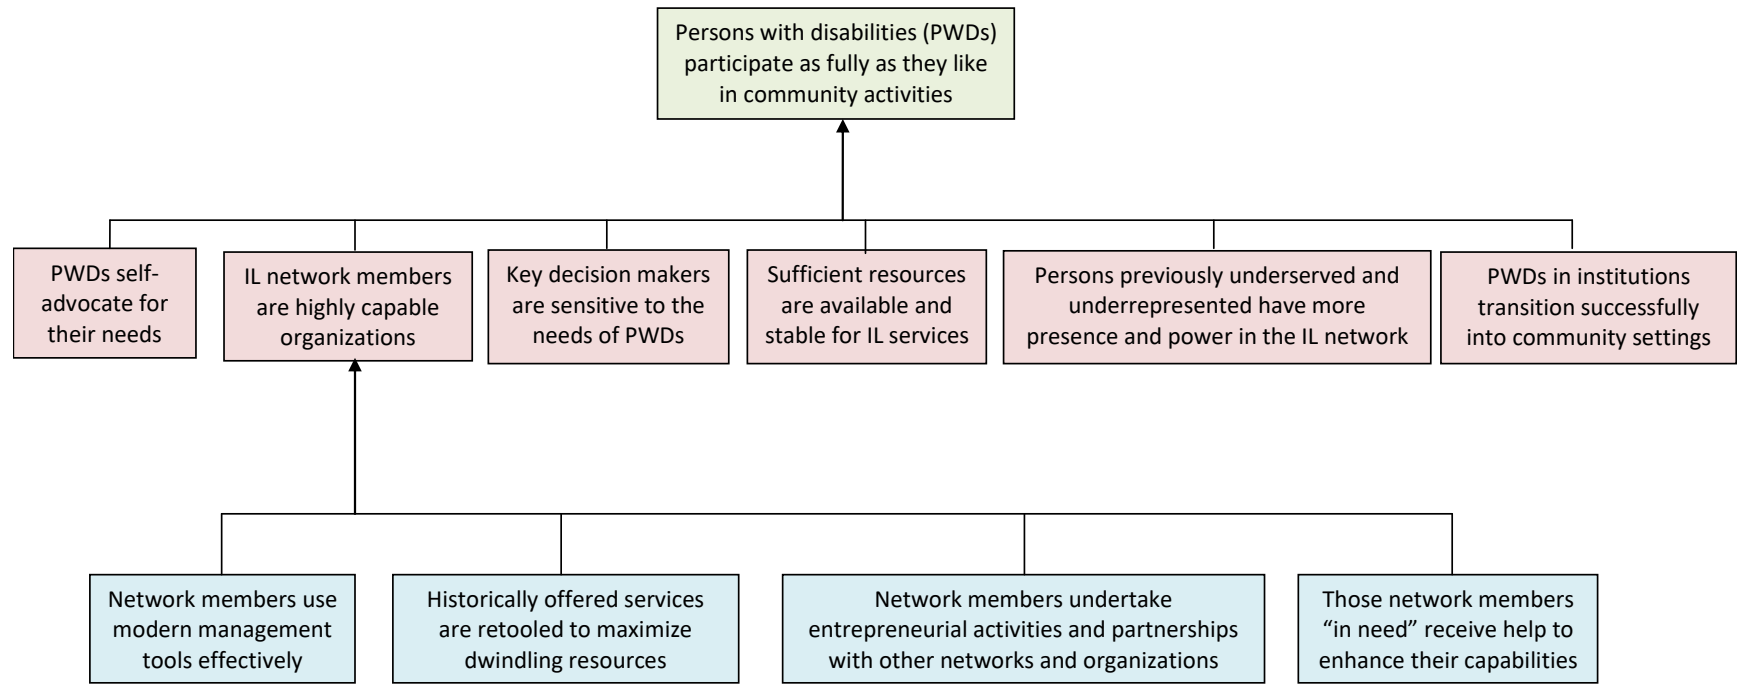 Persons with disabilities (PWDs)
participate as fully as they like
in community activities
PWDs self-
advocate for
their needs
IL network members
are highly capable
organizations
Key decision makers
are sensitive to the
needs of PWDs
Sufficient resources
are available and
stable for IL services
Persons previously underserved and
underrepresented have more
presence and power in the IL network
PWDs in institutions
transition successfully
into community settings
Network members use
modern management
tools effectively
Historically offered services
are retooled to maximize
dwindling resources
Network members undertake
entrepreneurial activities and partnerships
with other networks and organizations
Those network members
“in need” receive help to
enhance their capabilities